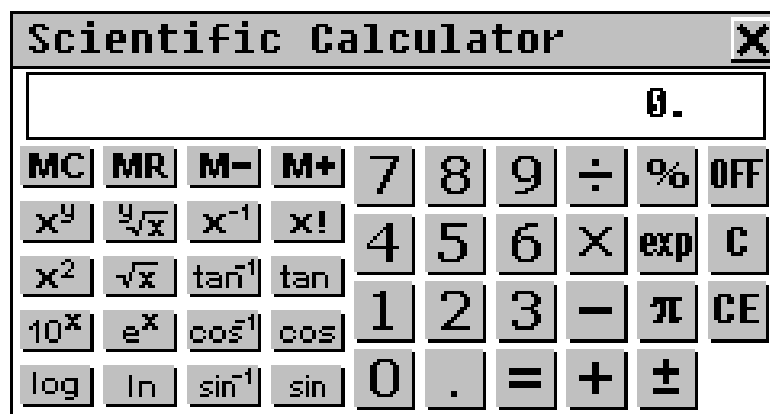 Scientific Calculator X
0.
MC MR M− M+ 7 8 9 ÷ % OFF
xʸ ʸ√x x⁻¹ x! 4 5 6 × exp C
x² √x tan⁻¹ tan
10ˣ eˣ cos⁻¹ cos 1 2 3 − π CE
log ln sin⁻¹ sin 0 . = + ±